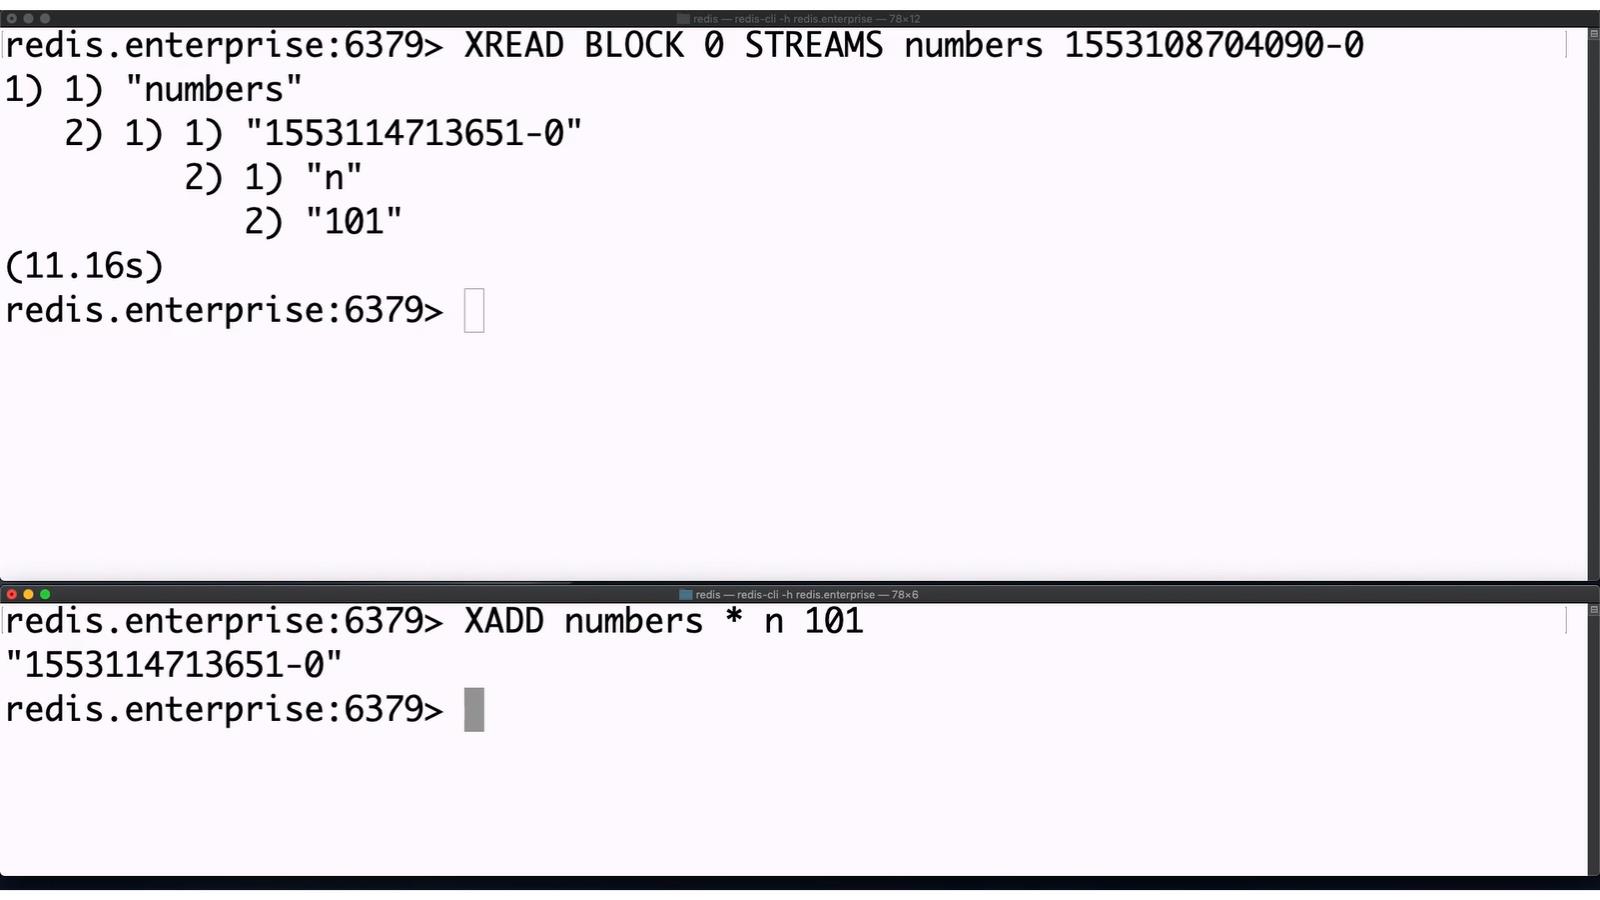 redis — redis-cli -h redis.enterprise — 78×12
redis.enterprise:6379> XREAD BLOCK 0 STREAMS numbers 1553108704090-0
1) 1) "numbers"
   2) 1) 1) "1553114713651-0"
         2) 1) "n"
            2) "101"
(11.16s)
redis.enterprise:6379>
redis — redis-cli -h redis.enterprise — 78×6
redis.enterprise:6379> XADD numbers * n 101
"1553114713651-0"
redis.enterprise:6379>